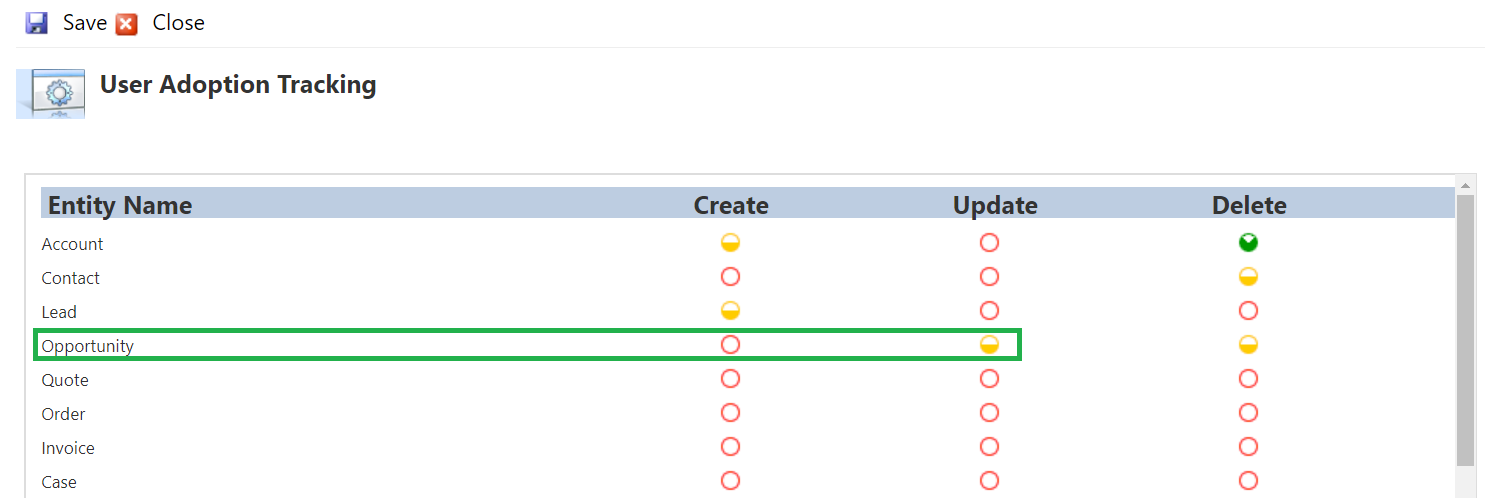 Save Close
User Adoption Tracking
Entity Name Create Update Delete
Account
Contact
Lead
Opportunity
Quote
Order
Invoice
Case